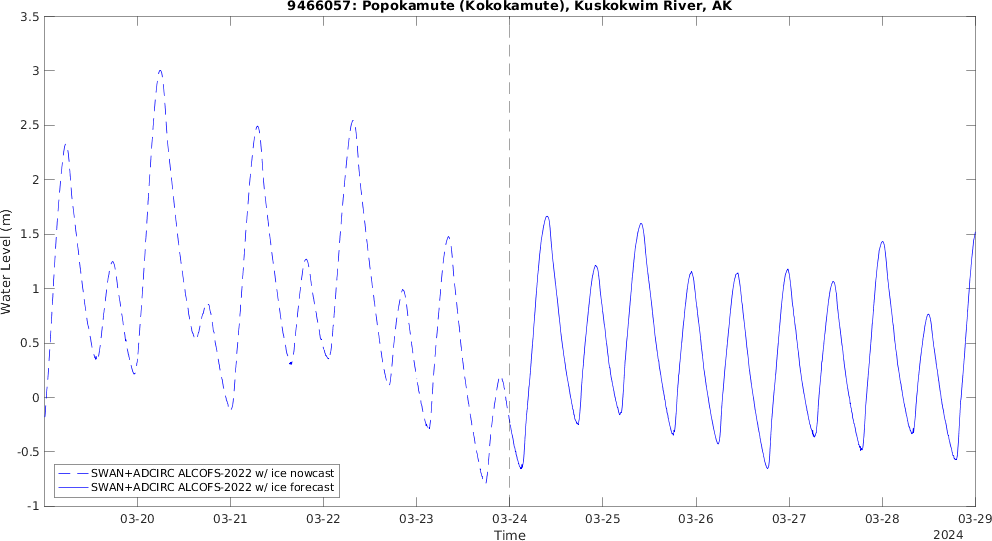 9466057: Popokamute (Kokokamute), Kuskokwim River, AK
3.5
3
2.5
2
1.5
1
0.5
0
-0.5
-1
Water Level (m)
SWAN+ADCIRC ALCOFS-2022 w/ ice nowcast
SWAN+ADCIRC ALCOFS-2022 w/ ice forecast
03-20 03-21 03-22 03-23 03-24 03-25 03-26 03-27 03-28 03-29
Time
2024